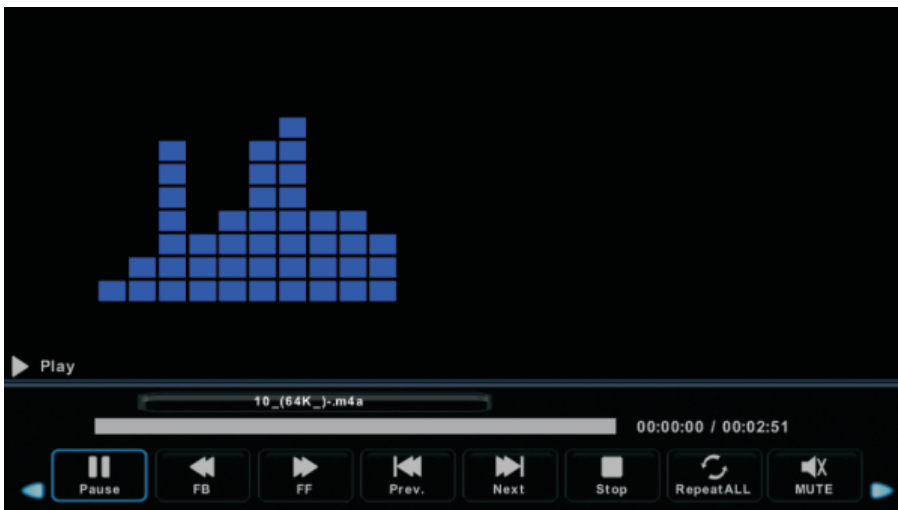 Play
10_(64K_)-.m4a
00:00:00 / 00:02:51
Pause FB FF Prev. Next Stop RepeatALL MUTE